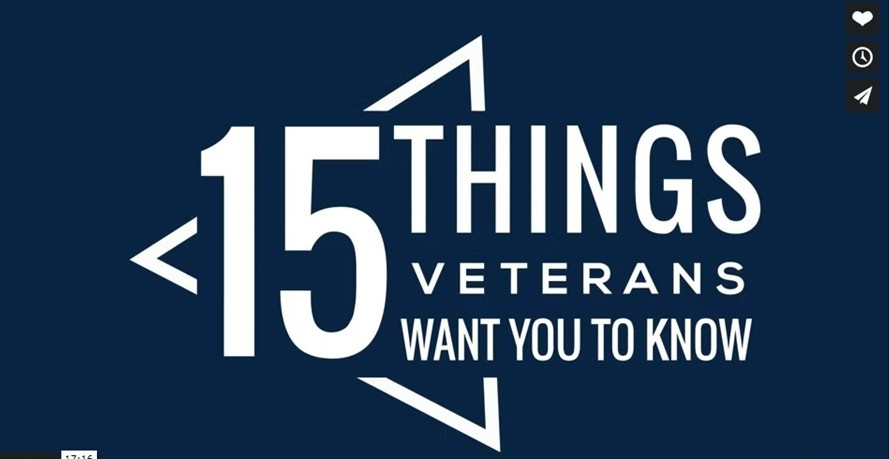 15 THINGS
VETERANS
WANT YOU TO KNOW
17:16